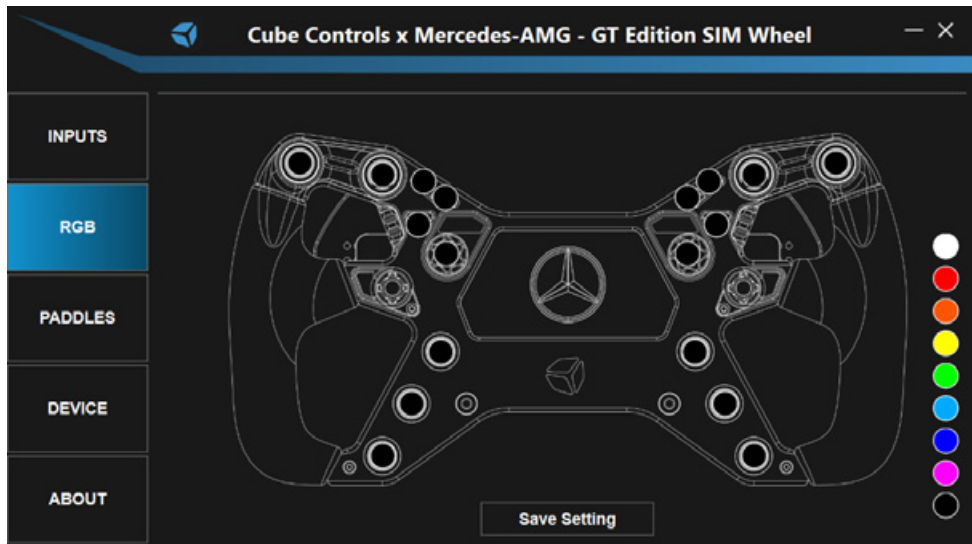 Cube Controls x Mercedes-AMG - GT Edition SIM Wheel
INPUTS
RGB
PADDLES
DEVICE
ABOUT
Save Setting